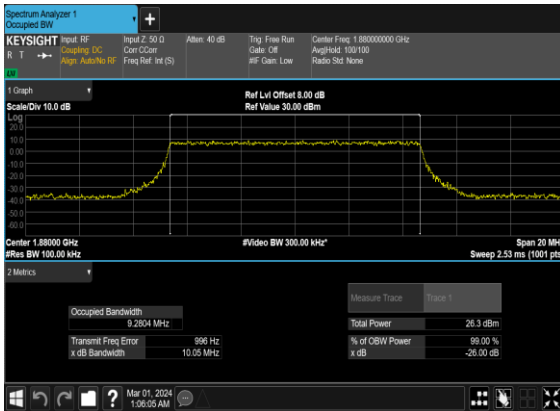 Spectrum Analyzer 1
Occupied BW
KEYSIGHT
R T
LXI
Input: RF
Coupling: DC
Align: Auto/No RF
Input Z: 50 Ω
Corr CCorr
Freq Ref: Int (S)
Atten: 40 dB
Trig: Free Run
Gate: Off
#IF Gain: Low
Center Freq: 1.880000000 GHz
Avg|Hold: 100/100
Radio Std: None
1 Graph
Scale/Div 10.0 dB
Ref Lvl Offset 8.00 dB
Ref Value 30.00 dBm
Log
20.0
10.0
0.00
-10.0
-20.0
-30.0
-40.0
-50.0
-60.0
Center 1.88000 GHz
#Res BW 100.00 kHz
#Video BW 300.00 kHz*
Span 20 MH
Sweep 2.53 ms (1001 pts
2 Metrics
Measure Trace Trace 1
Occupied Bandwidth
9.2804 MHz
Total Power 26.3 dBm
Transmit Freq Error 996 Hz
% of OBW Power 99.00 %
x dB Bandwidth 10.05 MHz
x dB -26.00 dB
?
Mar 01, 2024
1:06:05 AM